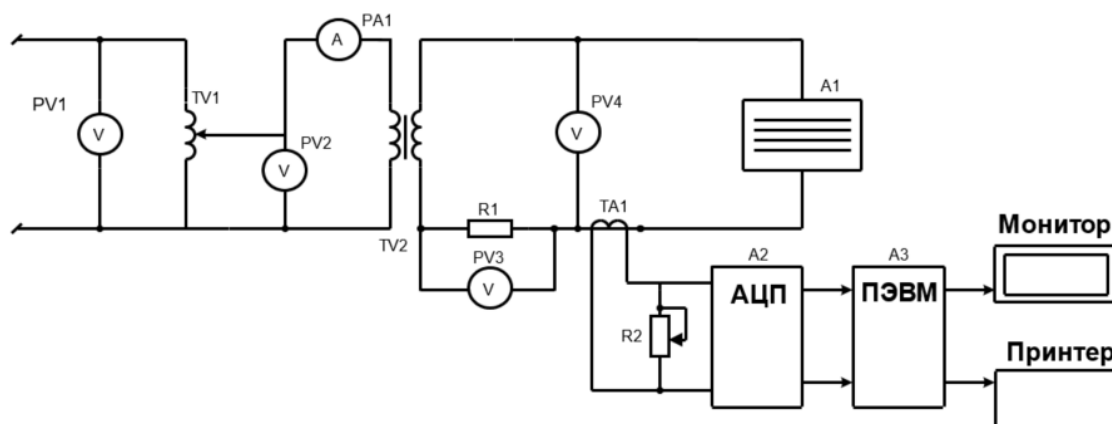 PA1
A
PV1
V
TV1
PV2
V
TV2
PV4
V
A1
R1
PV3
V
TA1
R2
A2
АЦП
A3
ПЭВМ
Монитор
Принтер